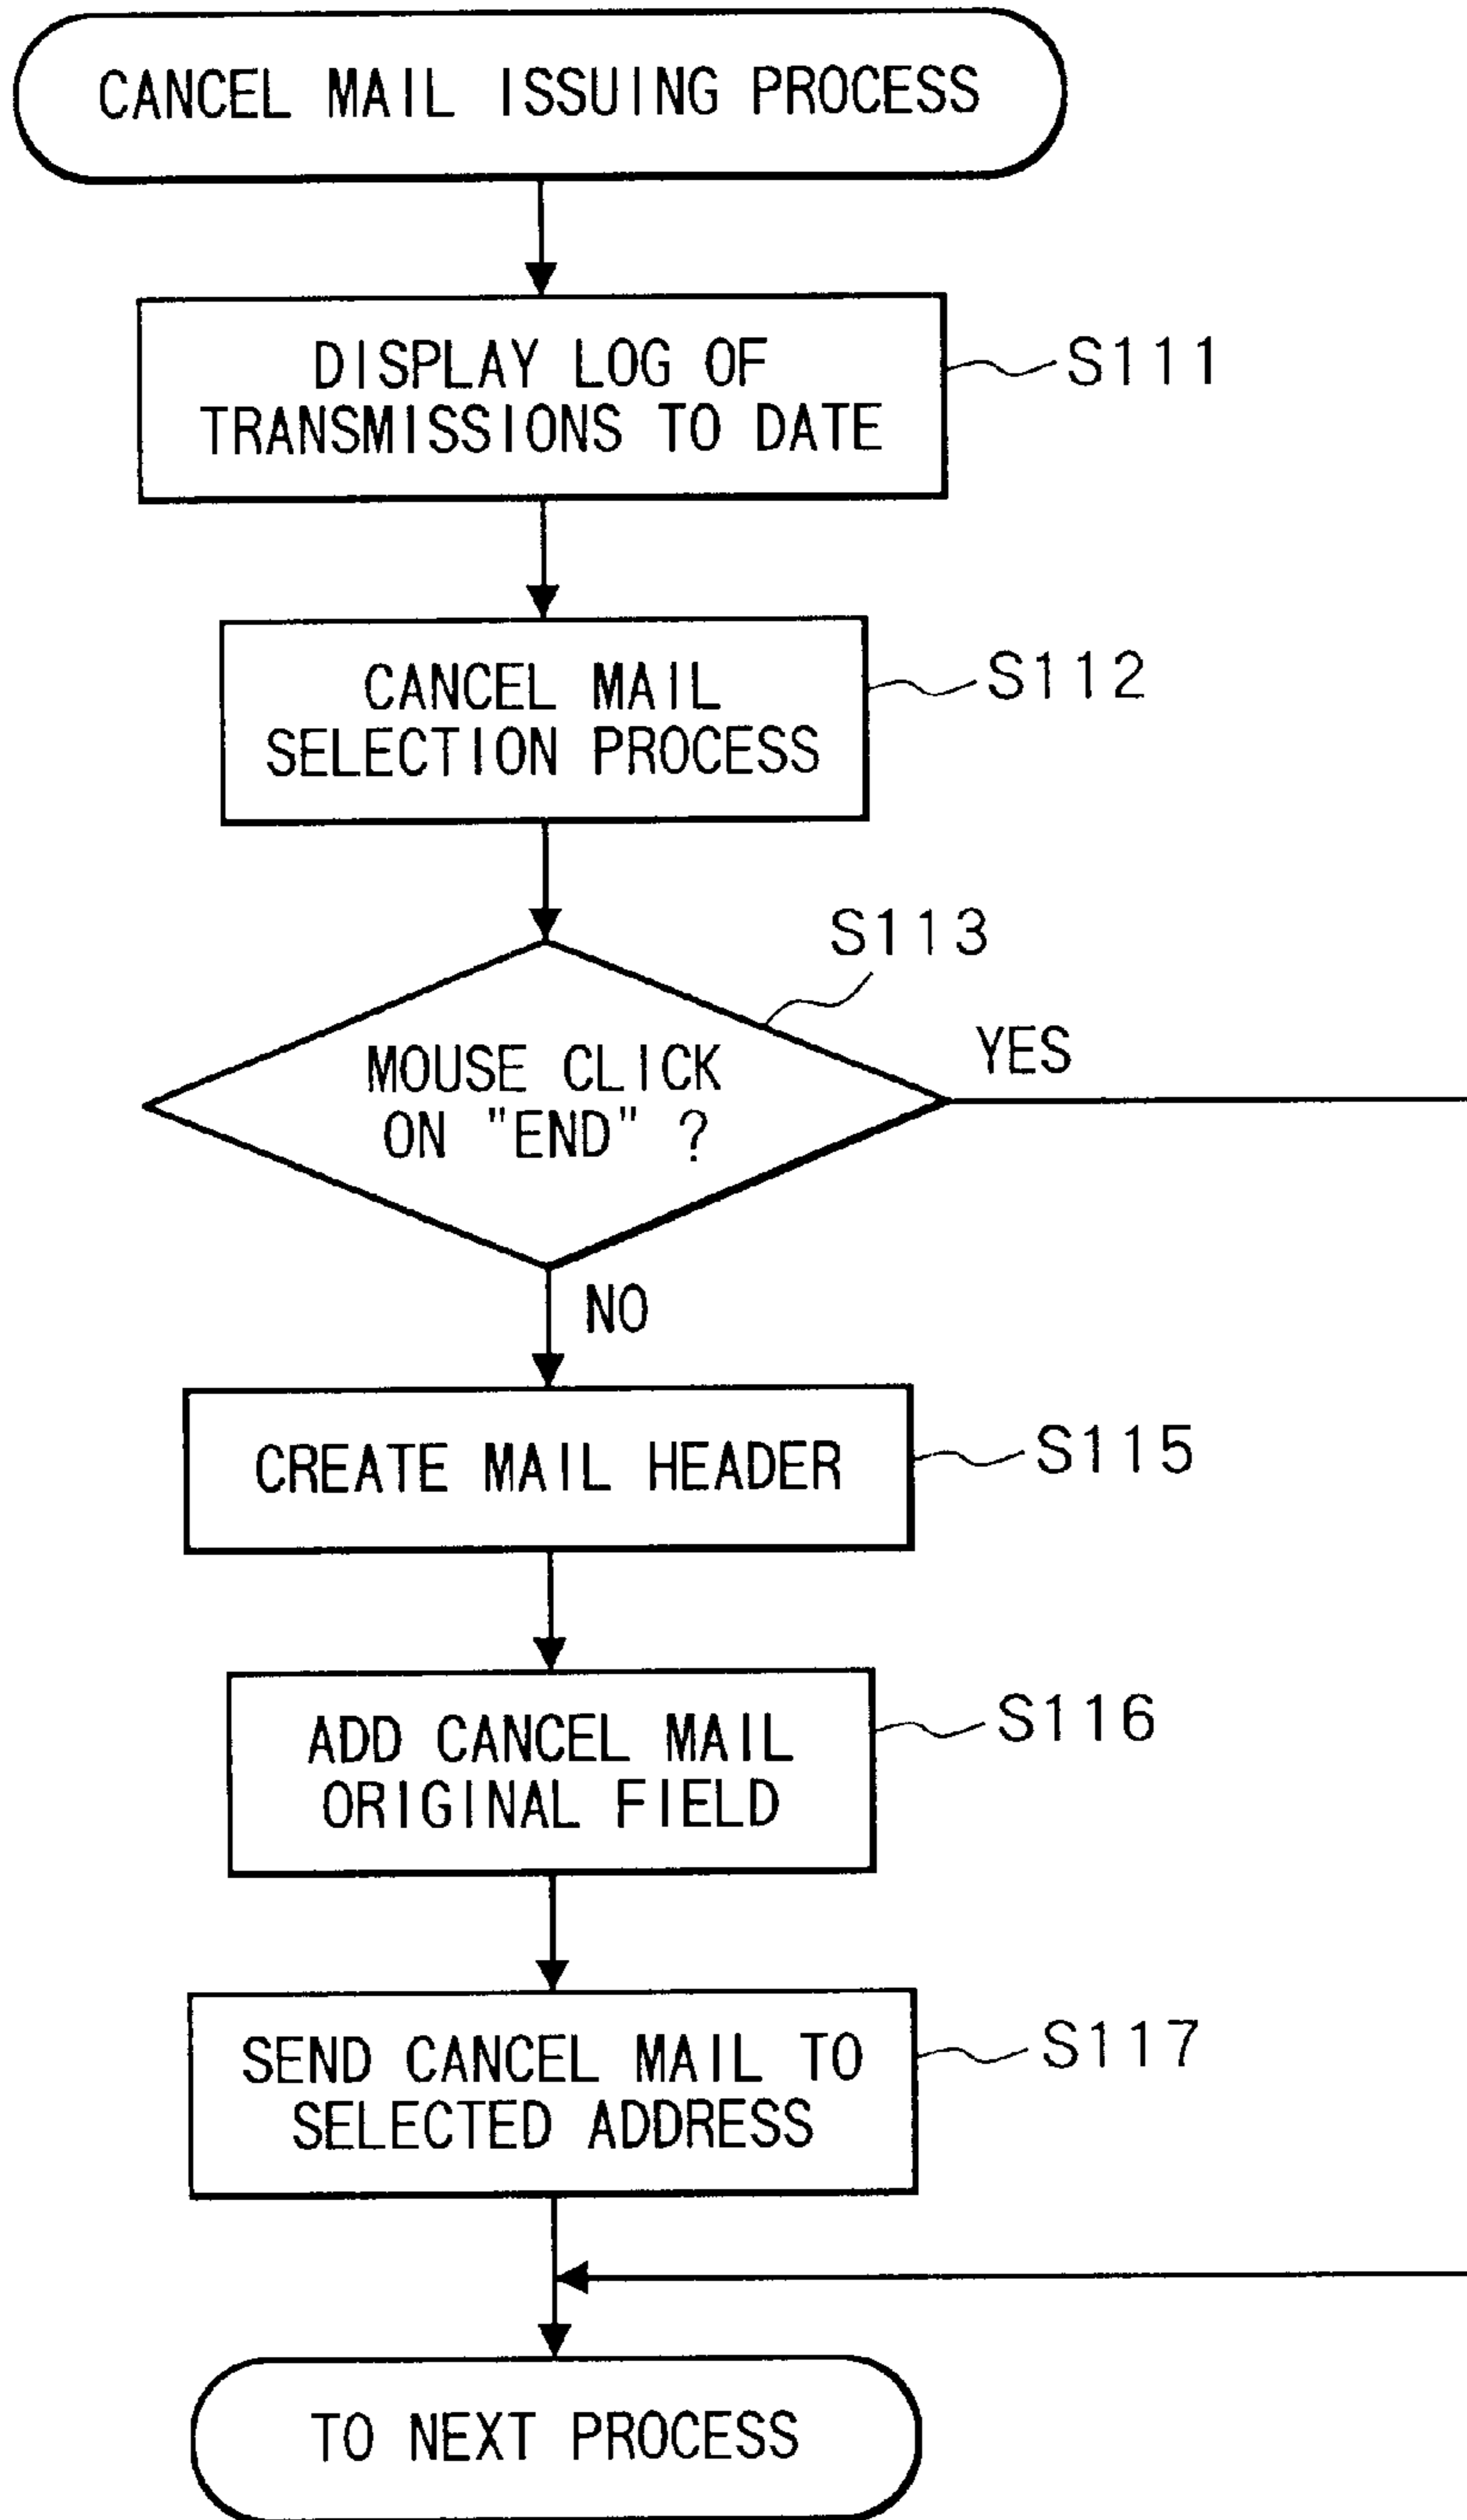 CANCEL MAIL ISSUING PROCESS
DISPLAY LOG OF
TRANSMISSIONS TO DATE
S111
CANCEL MAIL
SELECTION PROCESS
S112
S113
MOUSE CLICK
ON "END" ?
YES
NO
CREATE MAIL HEADER
S115
ADD CANCEL MAIL
ORIGINAL FIELD
S116
SEND CANCEL MAIL TO
SELECTED ADDRESS
S117
TO NEXT PROCESS